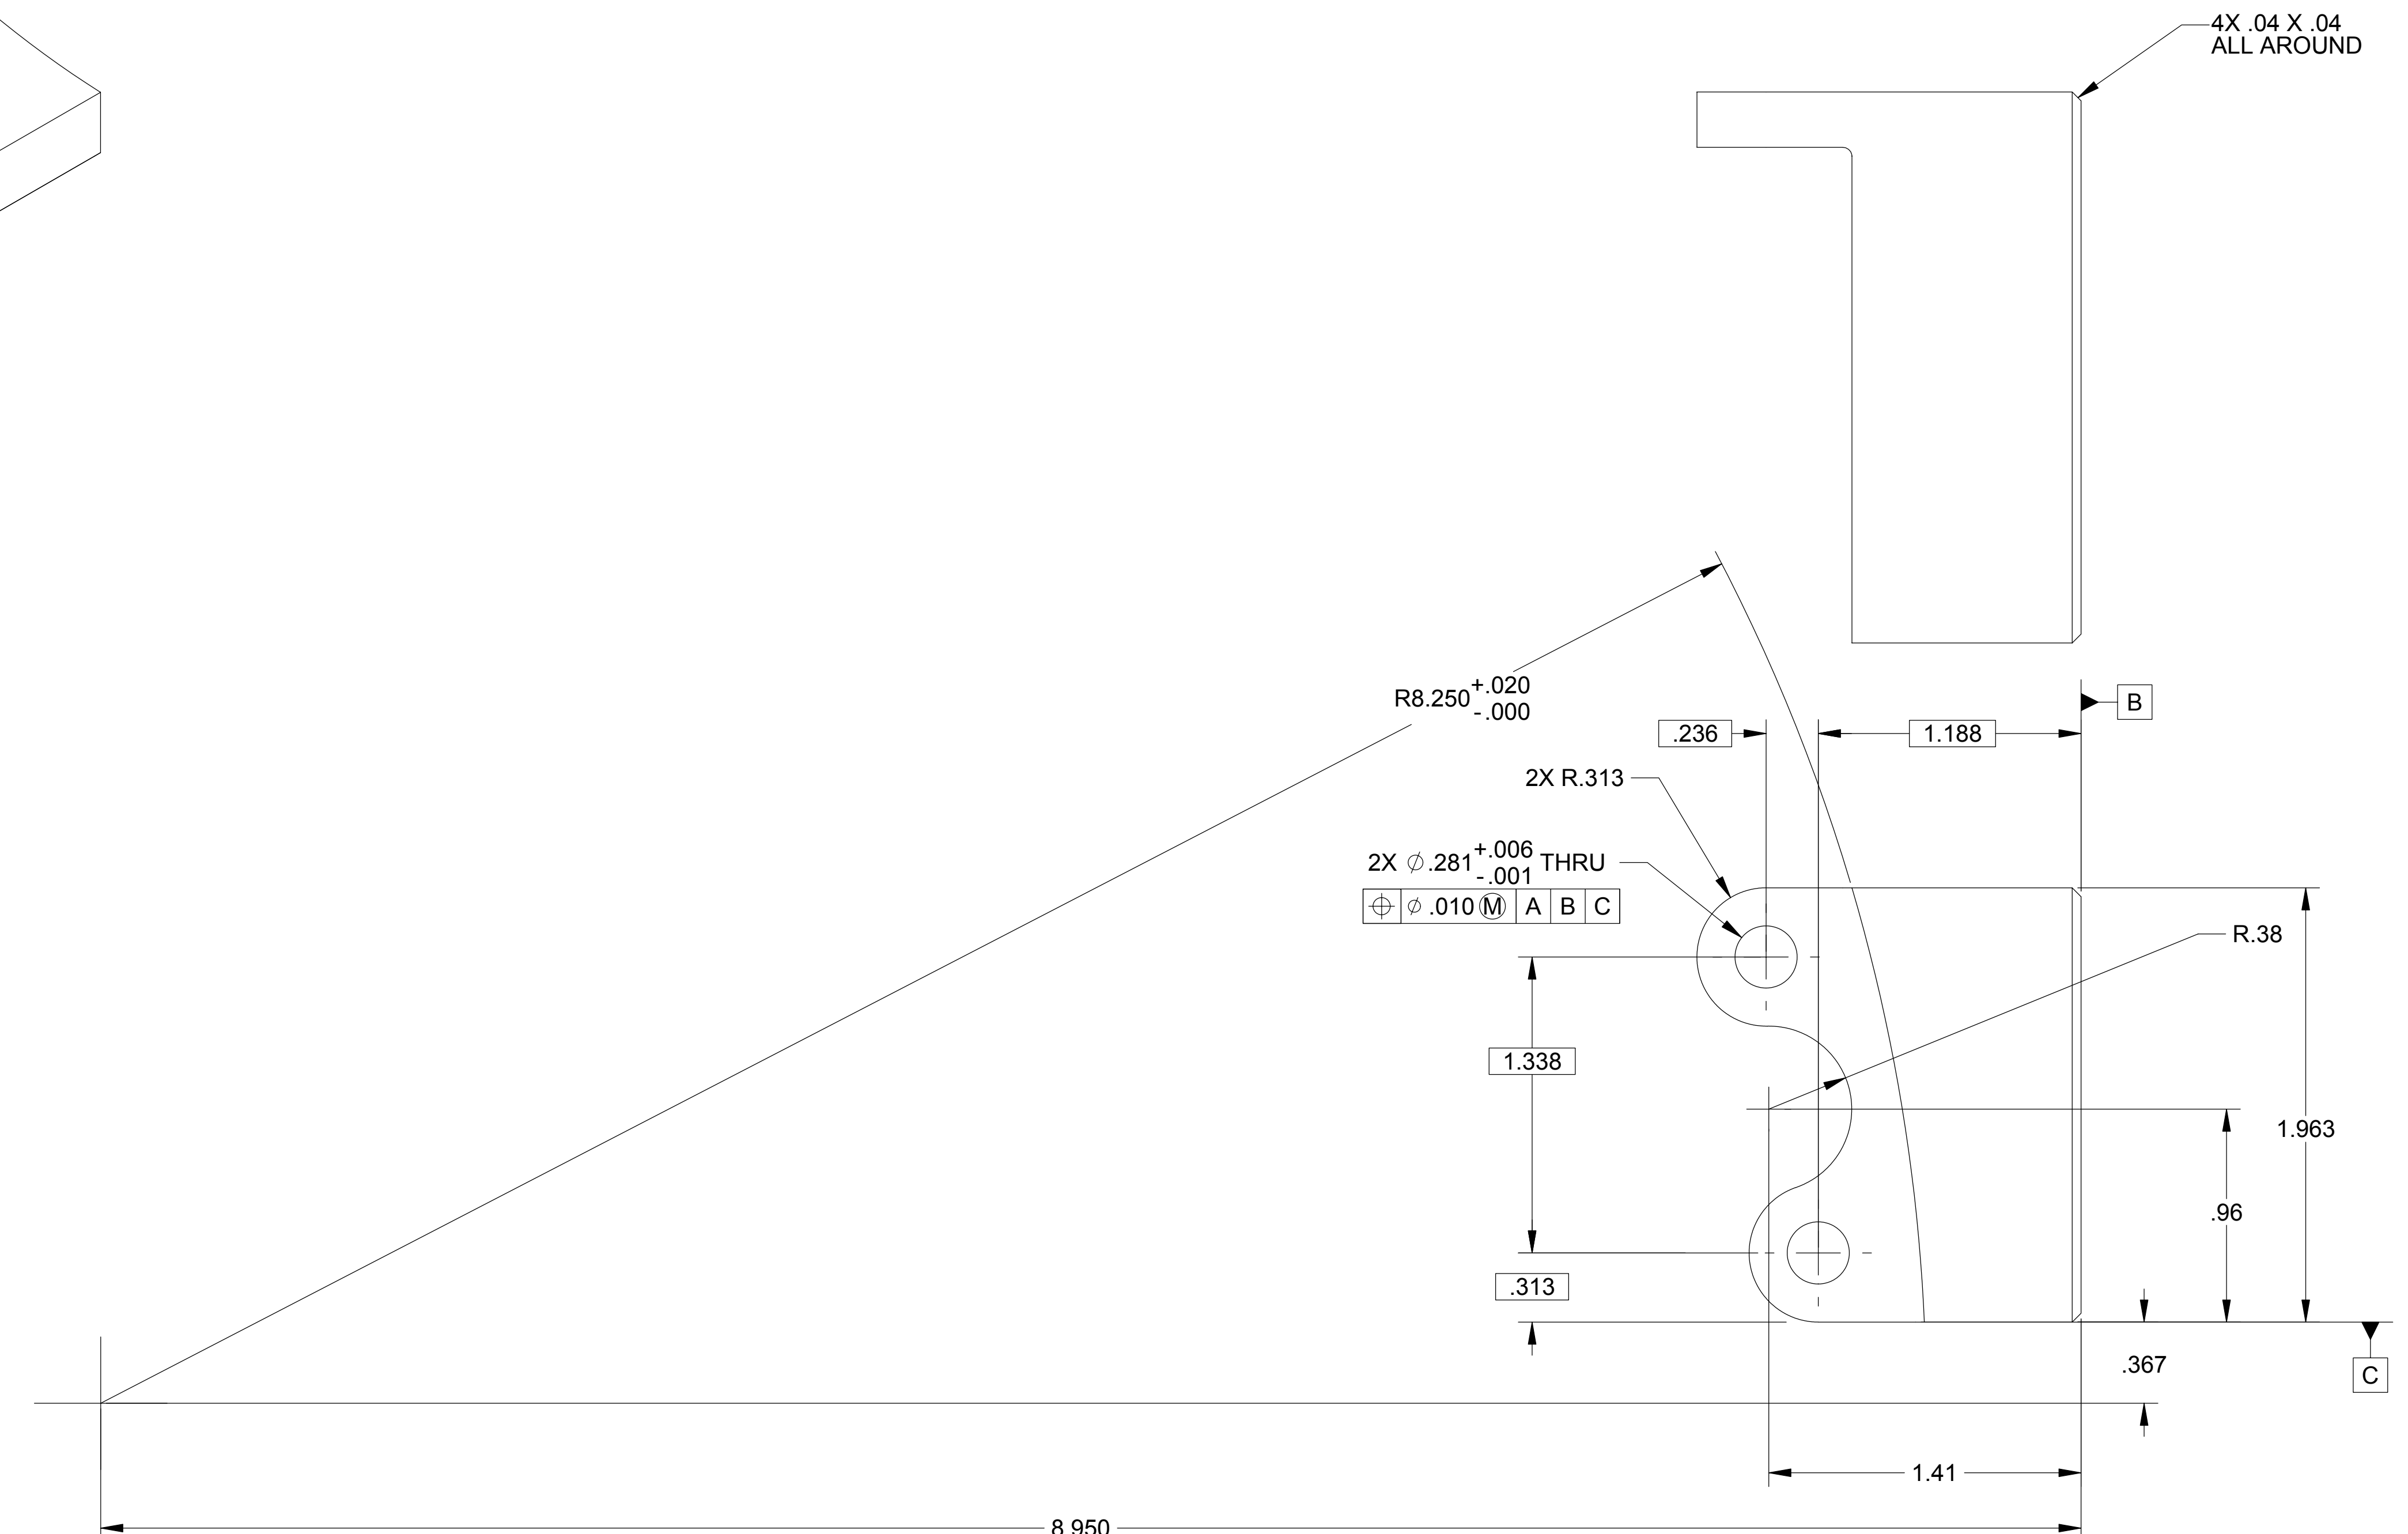 4X .04 X .04
ALL AROUND
R8.250 +.020
-.000
B
.236
1.188
2X R.313
2X ⌀.281 +.006 THRU
-.001
⌖ ⌀ .010 Ⓜ A B C
R.38
1.338
1.963
.96
.313
.367
C
1.41
8.950